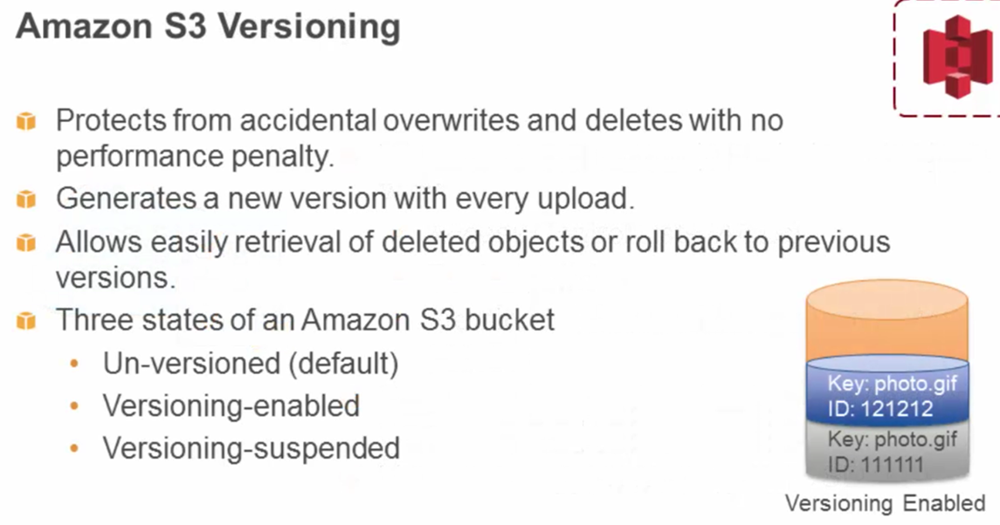 Amazon S3 Versioning
Protects from accidental overwrites and deletes with no
performance penalty.
Generates a new version with every upload.
Allows easily retrieval of deleted objects or roll back to previous
versions.
Three states of an Amazon S3 bucket
Un-versioned (default)
Versioning-enabled
Versioning-suspended
Key: photo.gif
ID: 121212
Key: photo.gif
ID: 111111
Versioning Enabled